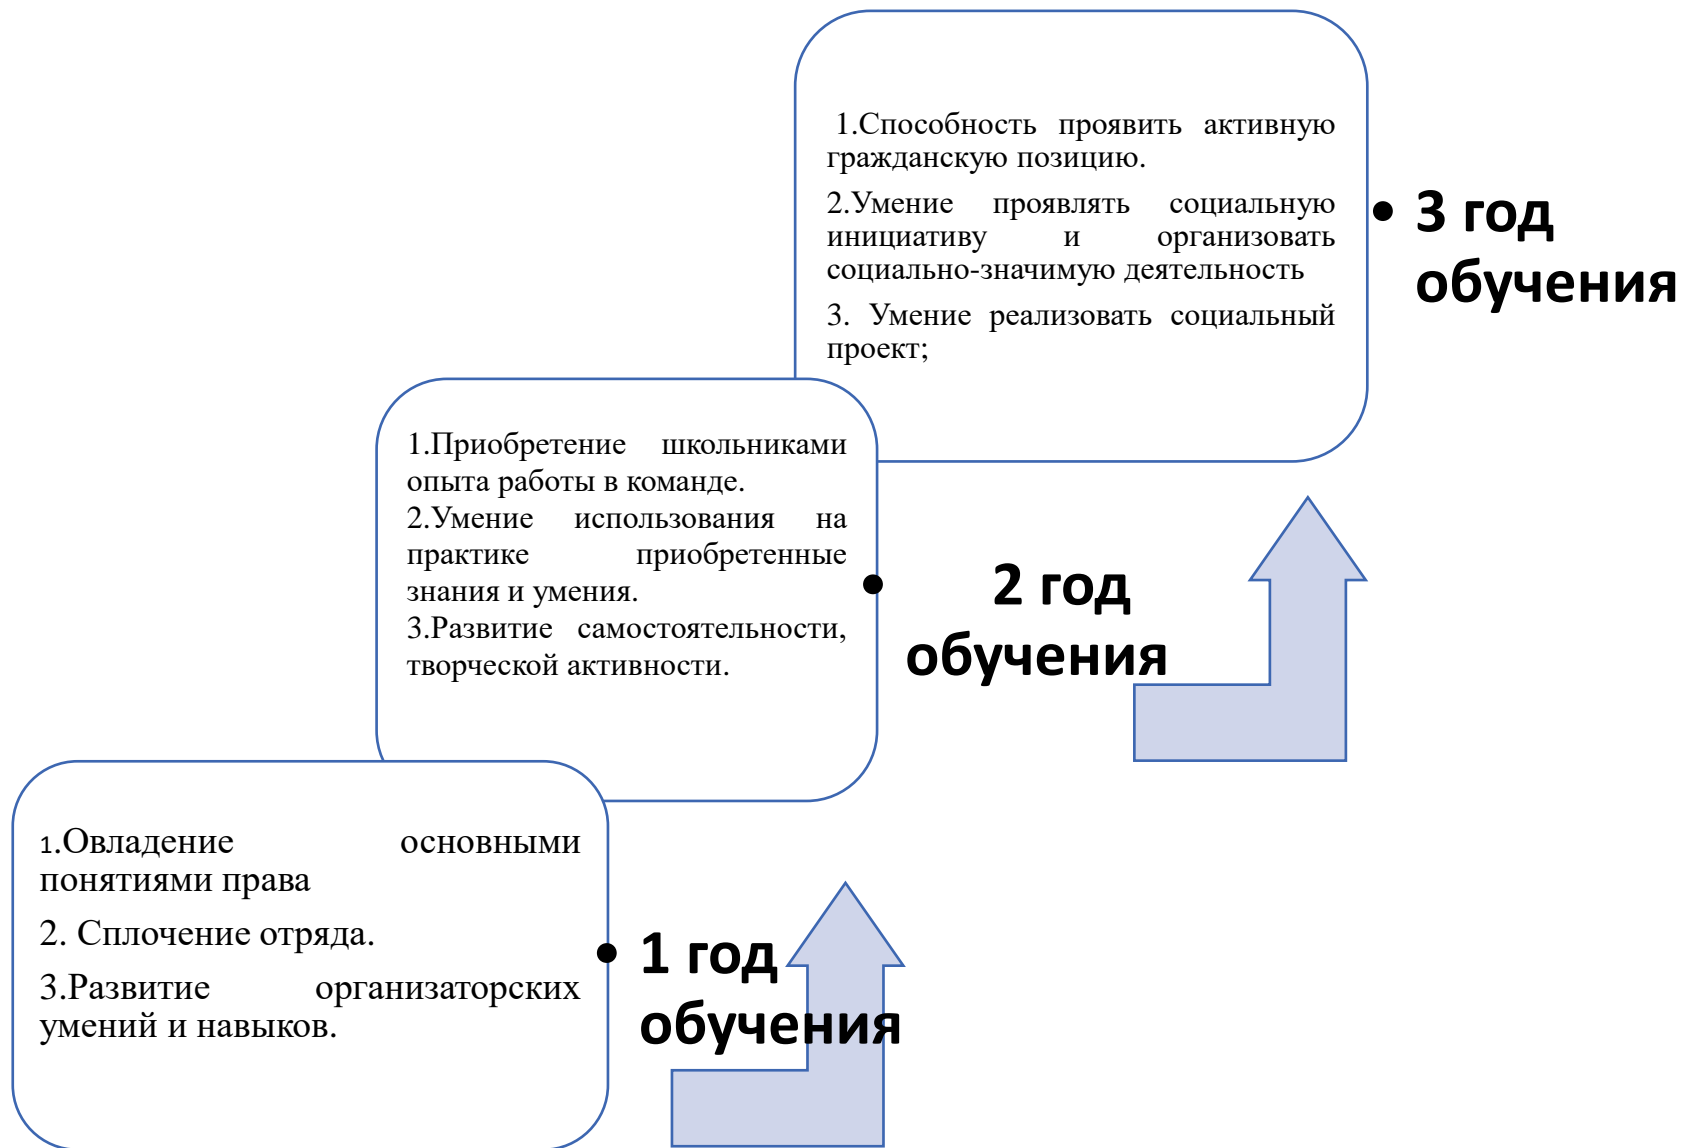 1.Способность проявить активную
гражданскую позицию.
2.Умение проявлять социальную
инициативу и организовать
социально-значимую деятельность
3. Умение реализовать социальный
проект;
• 3 год
обучения
1.Приобретение школьниками
опыта работы в команде.
2.Умение использования на
практике приобретенные
знания и умения.
3.Развитие самостоятельности,
творческой активности.
• 2 год
обучения
1.Овладение основными
понятиями права
2. Сплочение отряда.
3.Развитие организаторских
умений и навыков.
• 1 год
обучения